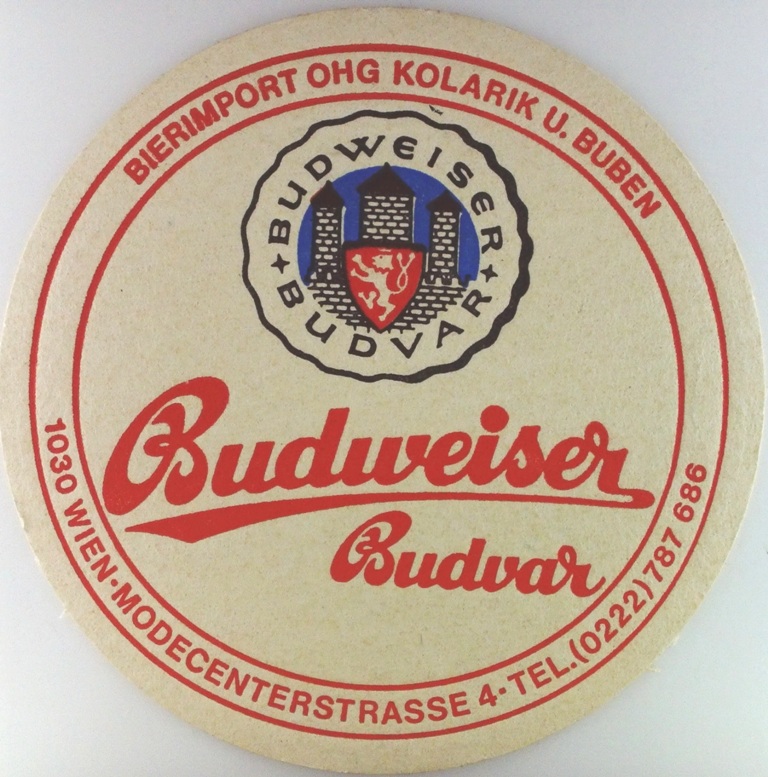 BIERIMPORT OHG KOLARIK U. BUBEN
BUDWEISER
BUDVAR
Budweiser
Budvar
1030 WIEN·MODECENTERSTRASSE 4·TEL.(0222)787 686